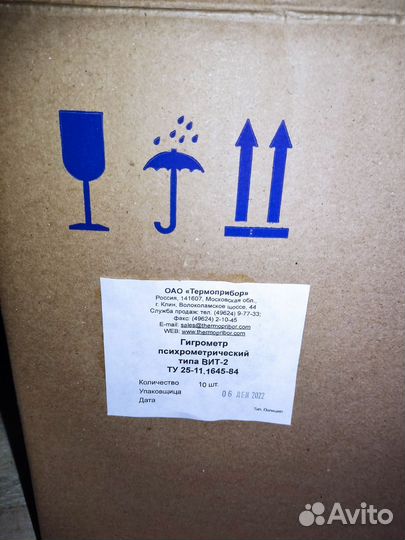 ОАО «Термоприбор»
Россия, 141607, Московская обл.,
г. Клин, Волоколамское шоссе, 44
Служба продаж: тел. (49624) 9-77-33;
факс: (49624) 2-10-45
E-mail: sales@thermopribor.com
WEB: www.thermopribor.com
Гигрометр
психрометрический
типа ВИТ-2
ТУ 25-11.1645-84
Количество 10 шт.
Упаковщица
Дата 06 ДЕК 2022
Avito